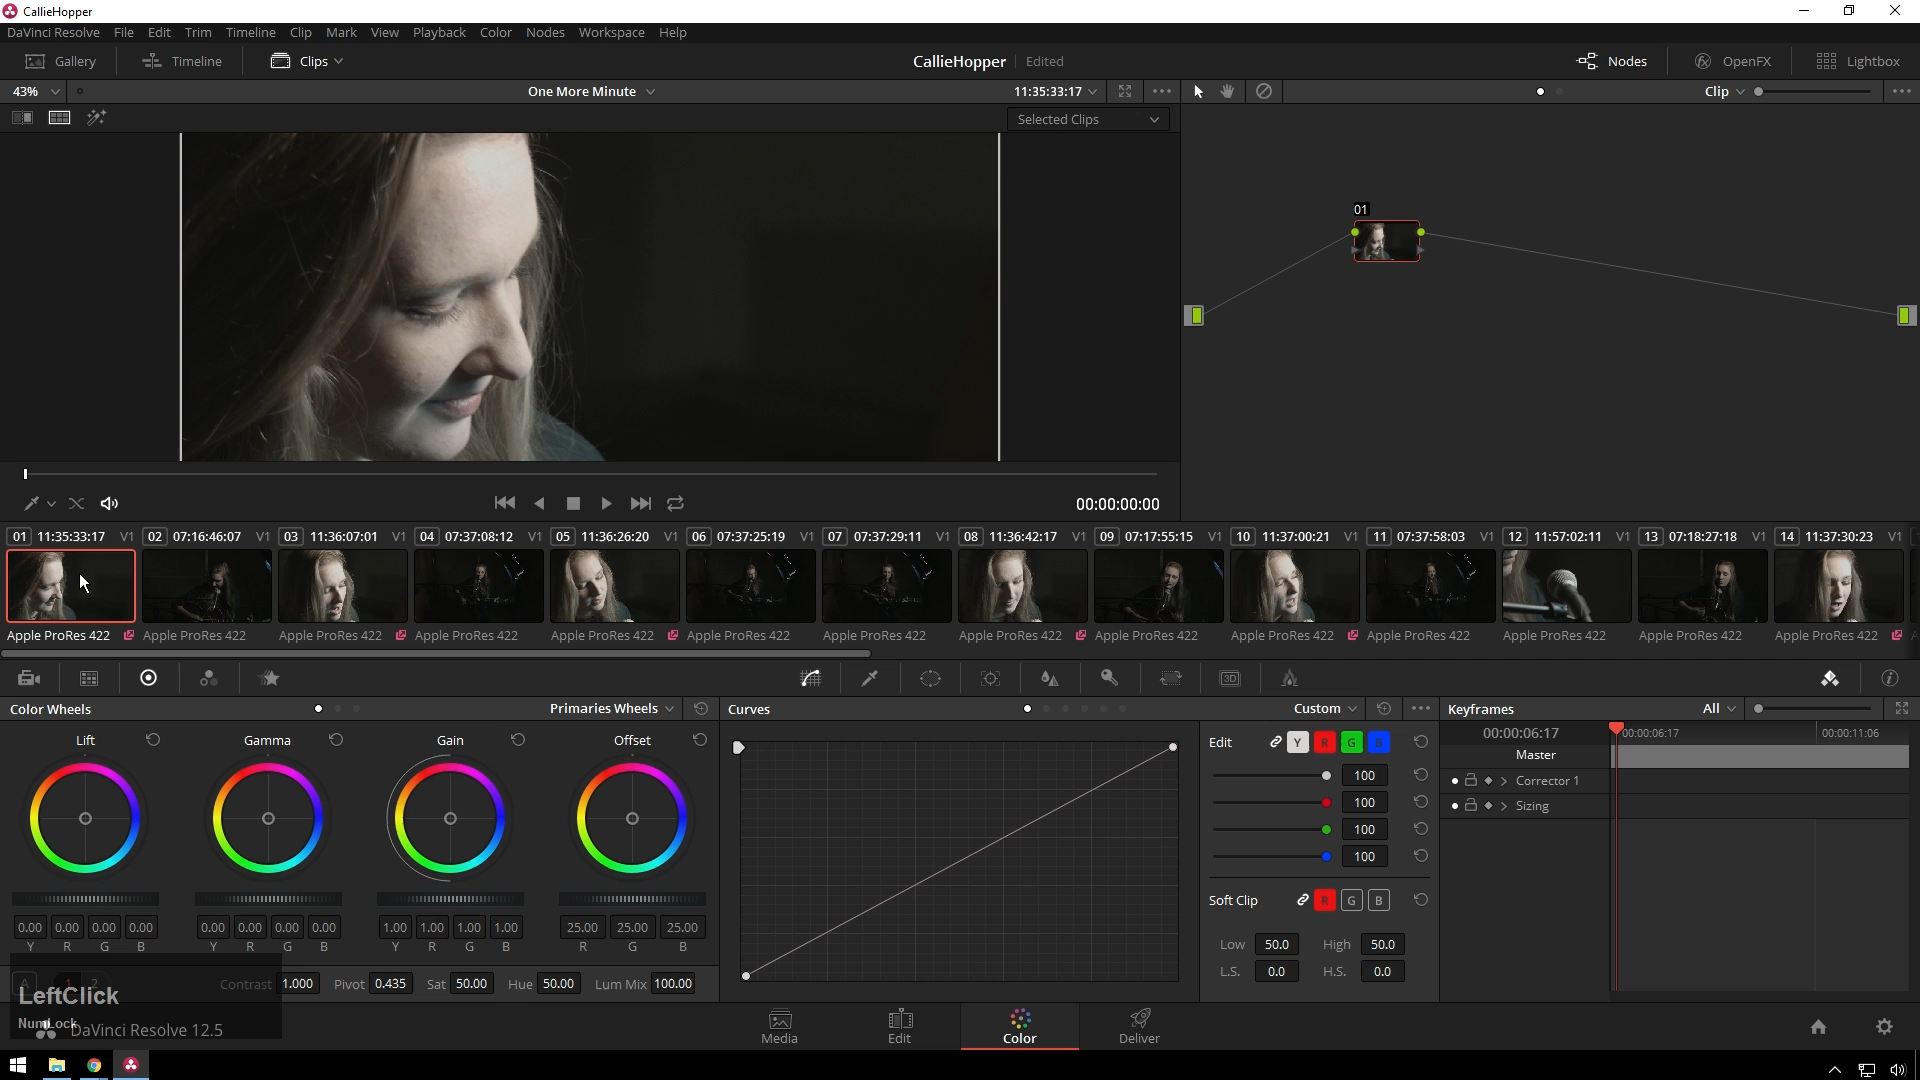 CallieHopper
DaVinci Resolve File Edit Trim Timeline Clip Mark View Playback Color Nodes Workspace Help
Gallery Timeline Clips CallieHopper Edited Nodes OpenFX Lightbox
43% One More Minute 11:35:33:17 Clip
Selected Clips
01
00:00:00:00
01 11:35:33:17 V1 02 07:16:46:07 V1 03 11:36:07:01 V1 04 07:37:08:12 V1 05 11:36:26:20 V1 06 07:37:25:19 V1 07 07:37:29:11 V1 08 11:36:42:17 V1 09 07:17:55:15 V1 10 11:37:00:21 V1 11 07:37:58:03 V1 12 11:57:02:11 V1 13 07:18:27:18 V1 14 11:37:30:23 V1
Apple ProRes 422 Apple ProRes 422 Apple ProRes 422 Apple ProRes 422 Apple ProRes 422 Apple ProRes 422 Apple ProRes 422 Apple ProRes 422 Apple ProRes 422 Apple ProRes 422 Apple ProRes 422 Apple ProRes 422 Apple ProRes 422 Apple ProRes 422
3D
Color Wheels Primaries Wheels Curves Custom Keyframes All
Lift Gamma Gain Offset Edit Y R G B 00:00:06:17 00:00:06:17 00:00:11:06
Master
100 Corrector 1
100 Sizing
100
100
Soft Clip R G B
0.00 0.00 0.00 0.00 0.00 0.00 0.00 0.00 1.00 1.00 1.00 1.00 25.00 25.00 25.00
Y R G B Y R G B Y R G B R G B
Low 50.0 High 50.0
L.S. 0.0 H.S. 0.0
A 1 2 Contrast 1.000 Pivot 0.435 Sat 50.00 Hue 50.00 Lum Mix 100.00
LeftClick
NumLock
DaVinci Resolve 12.5
Media Edit Color Deliver